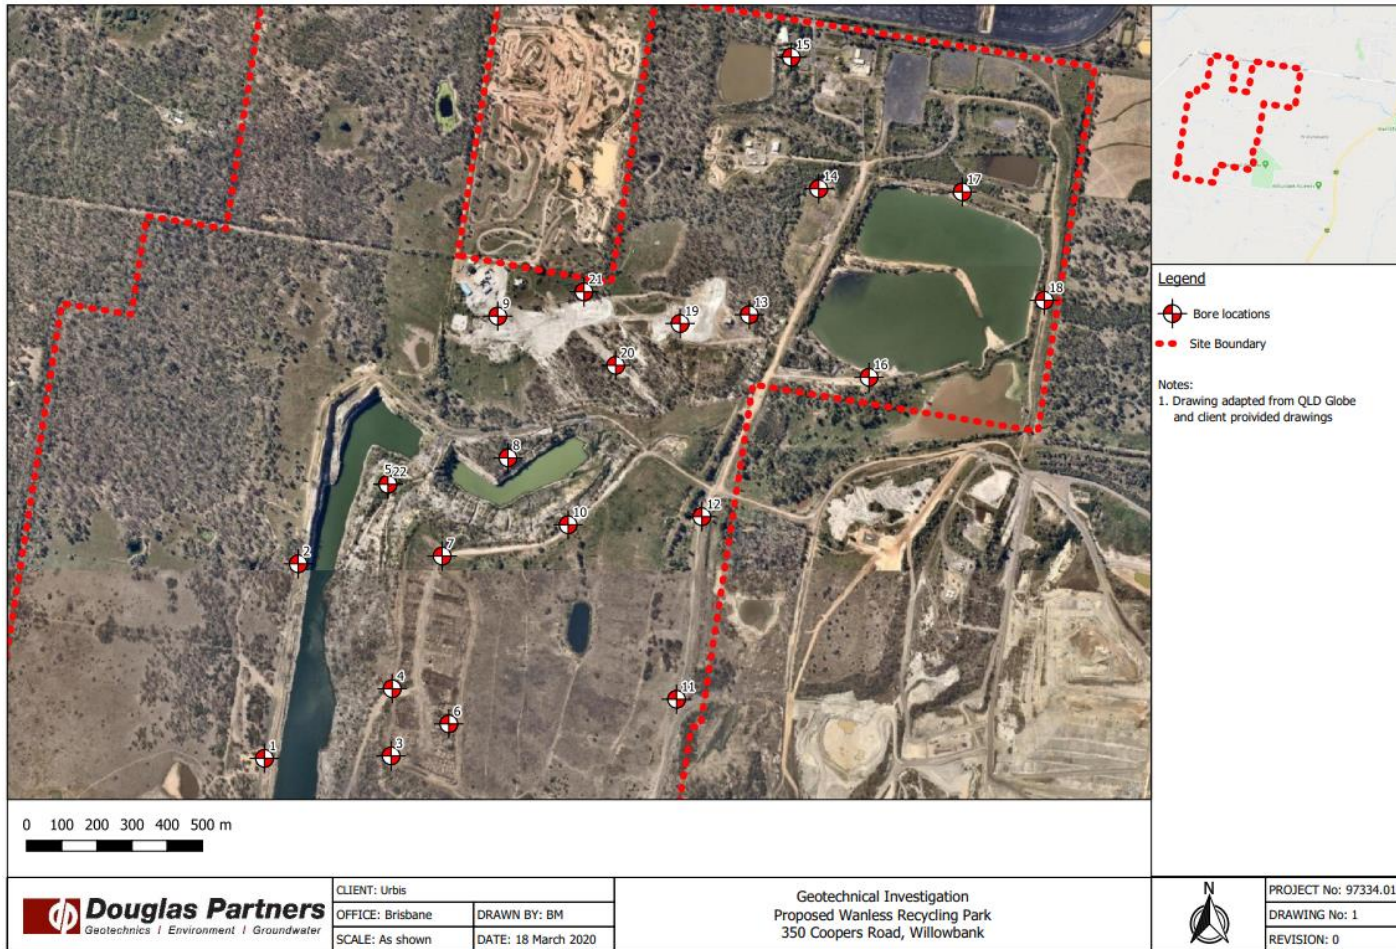 15
14
17
21
18
9
19
13
20
16
8
5
22
12
10
7
2
4
11
6
1
3
Legend
Bore locations
Site Boundary
Notes:
1. Drawing adapted from QLD Globe
and client proivided drawings
0 100 200 300 400 500 m
Douglas Partners
Geotechnics I Environment I Groundwater
CLIENT: Urbis
OFFICE: Brisbane
DRAWN BY: BM
SCALE: As shown
DATE: 18 March 2020
Geotechnical Investigation
Proposed Wanless Recycling Park
350 Coopers Road, Willowbank
N
PROJECT No: 97334.01
DRAWING No: 1
REVISION: 0